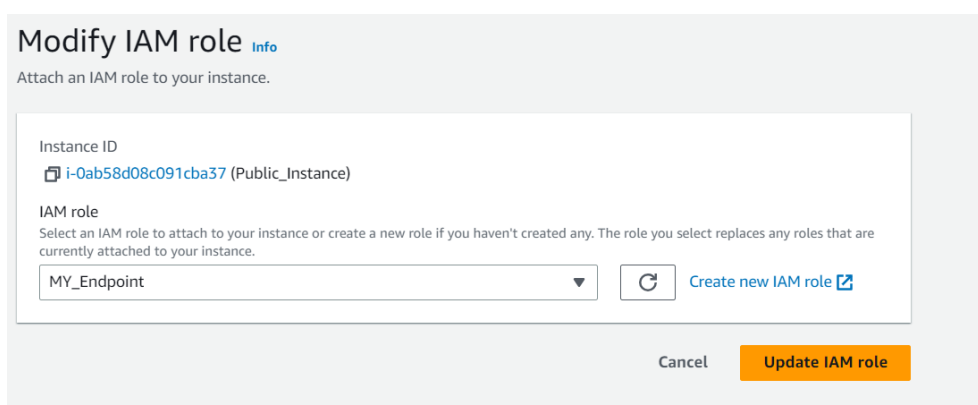 Modify IAM role Info
Attach an IAM role to your instance.
Instance ID
i-0ab58d08c091cba37 (Public_Instance)
IAM role
Select an IAM role to attach to your instance or create a new role if you haven't created any. The role you select replaces any roles that are
currently attached to your instance.
MY_Endpoint
Create new IAM role
Cancel
Update IAM role